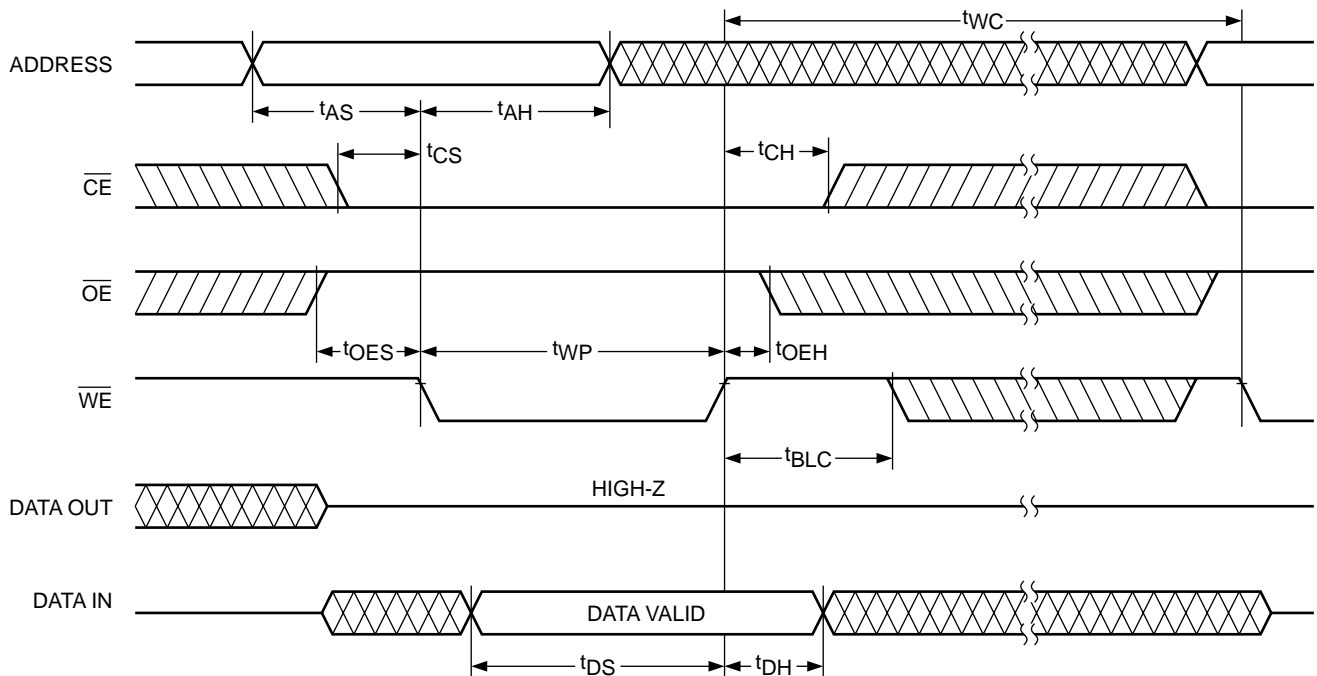 tWC
ADDRESS
tAS
tAH
tCS
tCH
CE
OE
tOES
tWP
tOEH
WE
tBLC
HIGH-Z
DATA OUT
DATA IN
DATA VALID
tDS
tDH